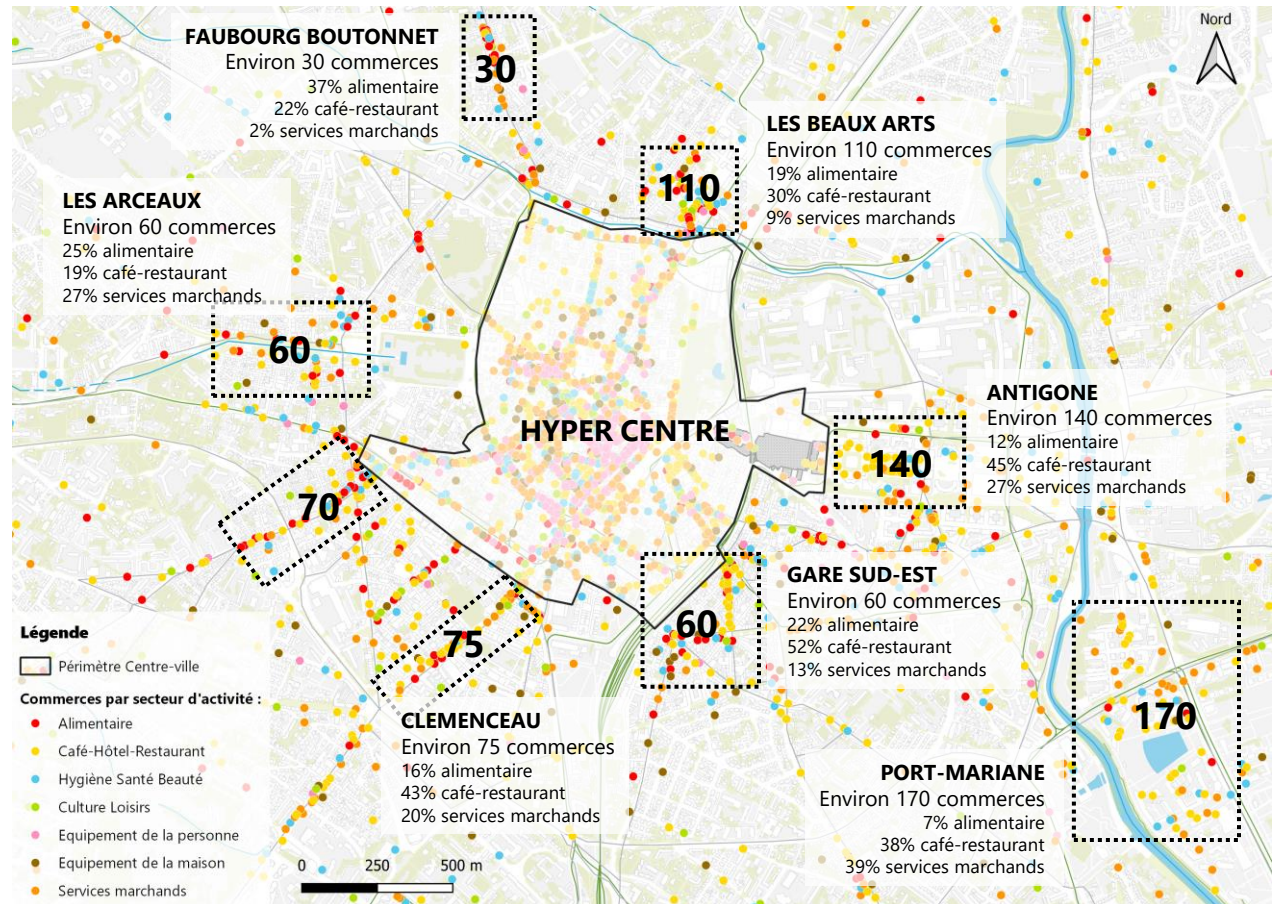 Nord
FAUBOURG BOUTONNET
Environ 30 commerces
37% alimentaire
22% café-restaurant
2% services marchands
30
LES BEAUX ARTS
Environ 110 commerces
19% alimentaire
30% café-restaurant
9% services marchands
110
LES ARCEAUX
Environ 60 commerces
25% alimentaire
19% café-restaurant
27% services marchands
60
HYPER CENTRE
ANTIGONE
Environ 140 commerces
12% alimentaire
45% café-restaurant
27% services marchands
140
70
GARE SUD-EST
Environ 60 commerces
22% alimentaire
52% café-restaurant
13% services marchands
60
75
CLEMENCEAU
Environ 75 commerces
16% alimentaire
43% café-restaurant
20% services marchands
170
PORT-MARIANE
Environ 170 commerces
7% alimentaire
38% café-restaurant
39% services marchands
Légende
Périmètre Centre-ville
Commerces par secteur d'activité :
Alimentaire
Café-Hôtel-Restaurant
Hygiène Santé Beauté
Culture Loisirs
Equipement de la personne
Equipement de la maison
Services marchands
0 250 500 m